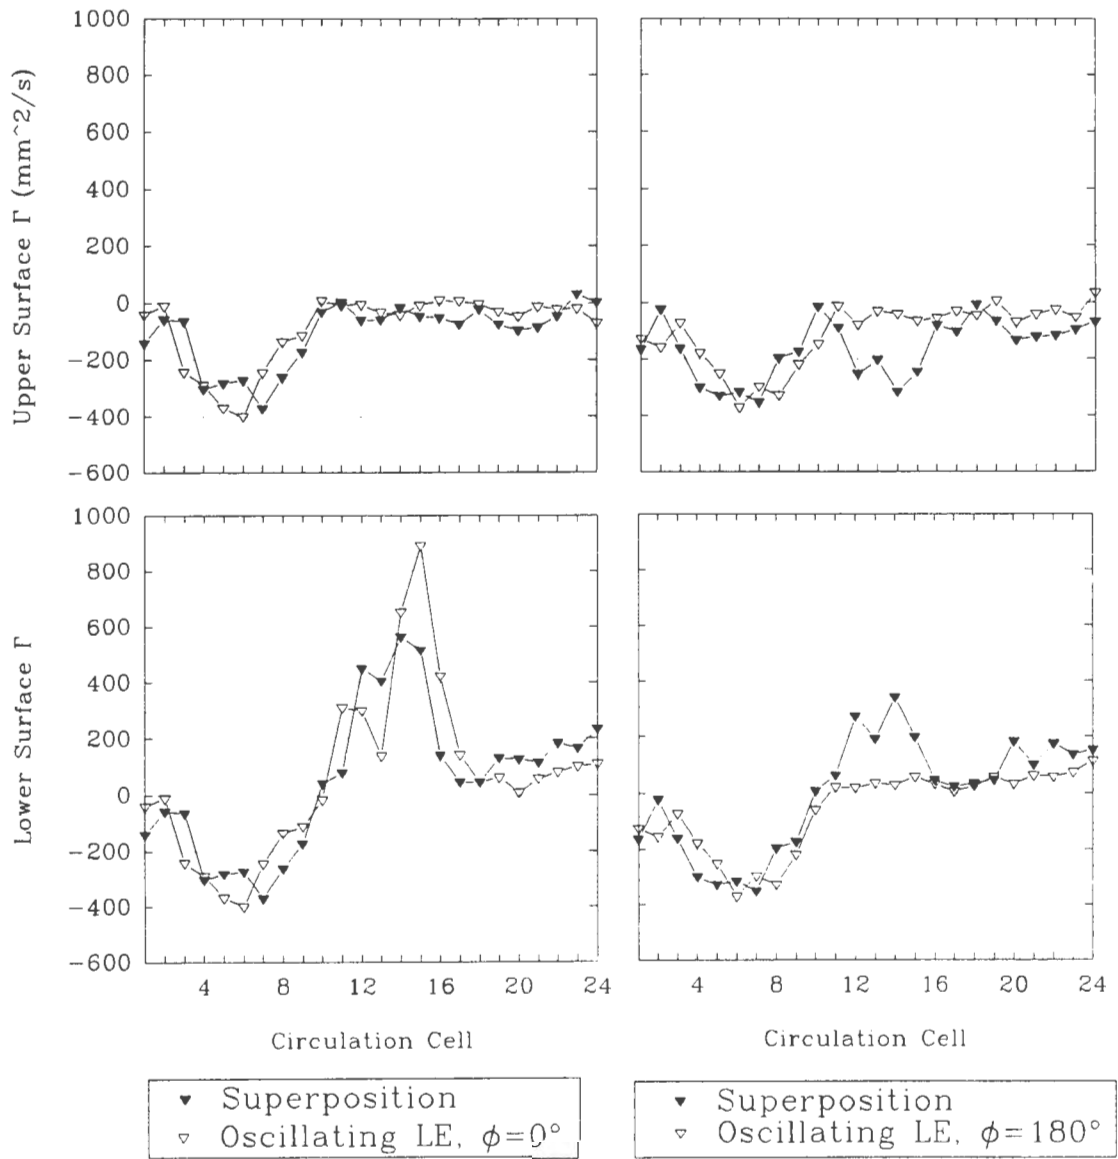 Upper Surface Γ (mm^2/s)
1000
800
600
400
200
0
−200
−400
−600
Lower Surface Γ
1000
800
600
400
200
0
−200
−400
−600
4 8 12 16 20 24
4 8 12 16 20 24
Circulation Cell
Circulation Cell
▼ Superposition
▽ Oscillating LE, ϕ=0°
▼ Superposition
▽ Oscillating LE, ϕ=180°